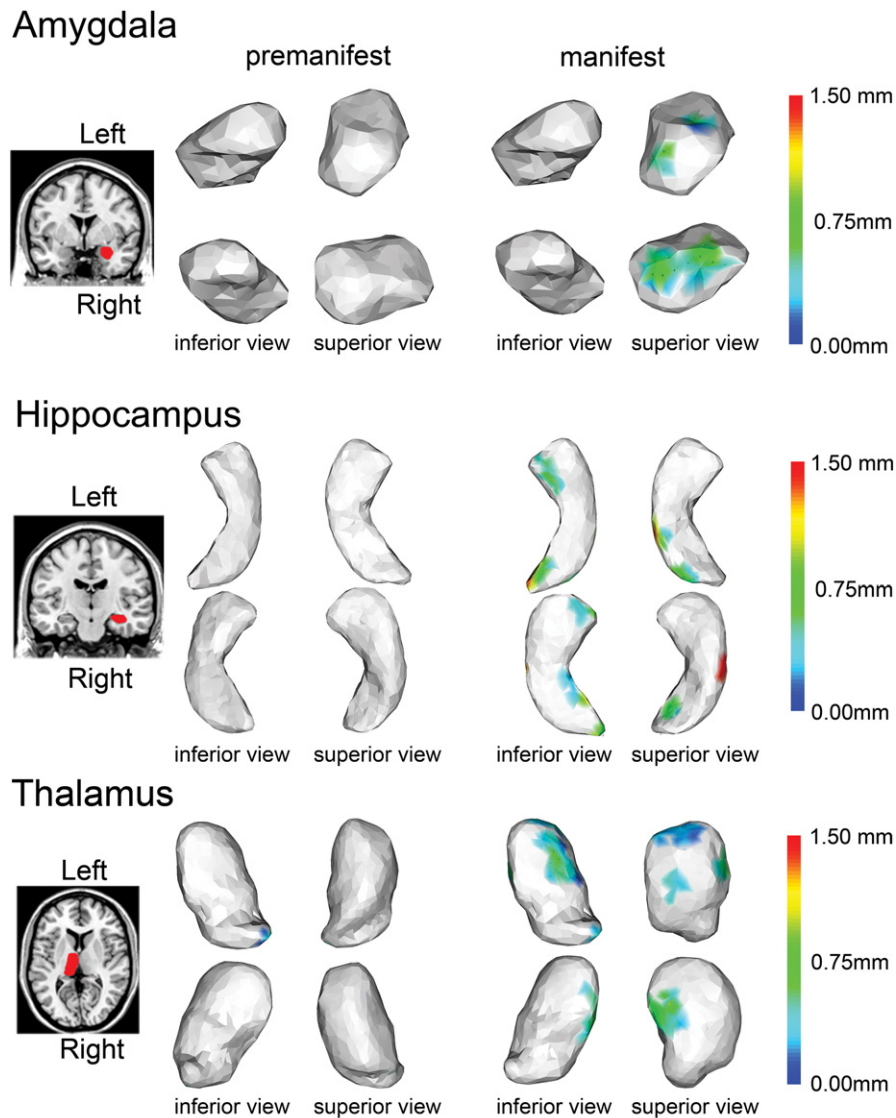 Amygdala
premanifest manifest
Left
Right
inferior view superior view inferior view superior view
1.50 mm
0.75mm
0.00mm
Hippocampus
Left
Right
inferior view superior view inferior view superior view
1.50 mm
0.75mm
0.00mm
Thalamus
Left
Right
inferior view superior view inferior view superior view
1.50 mm
0.75mm
0.00mm